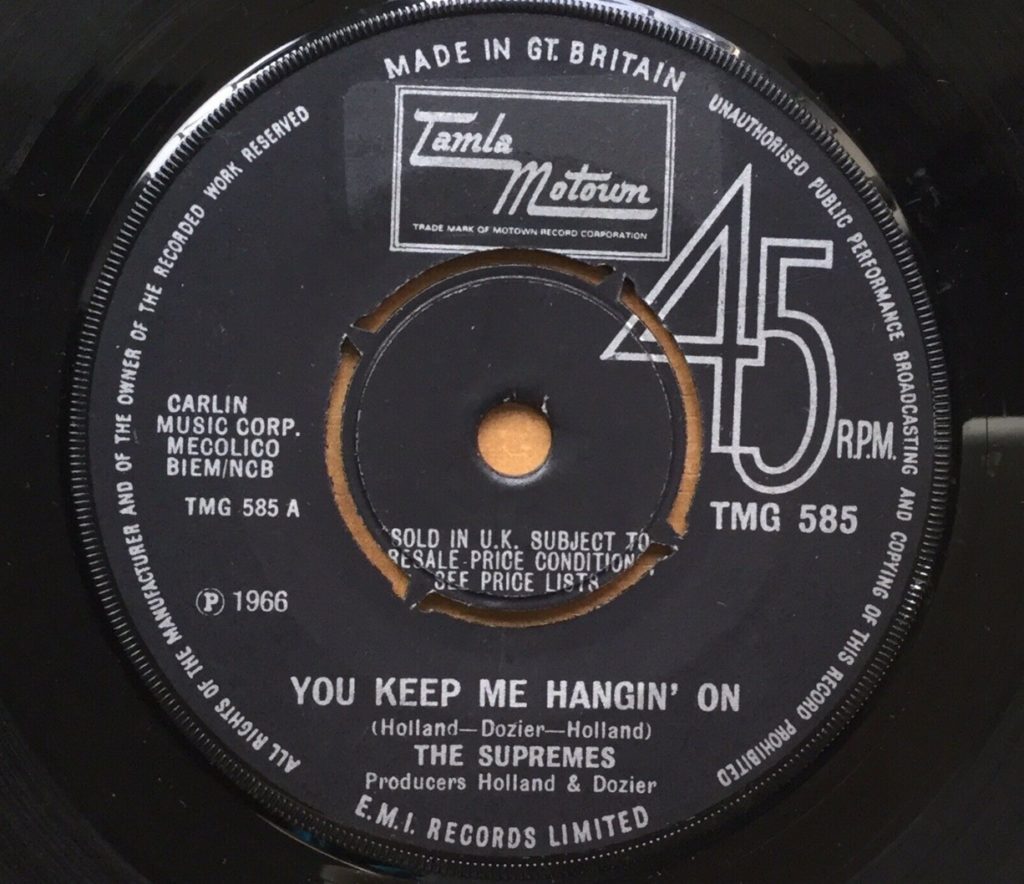 MADE IN GT. BRITAIN
Tamla
Motown
TRADE MARK OF MOTOWN RECORD CORPORATION
ALL RIGHTS OF THE MANUFACTURER AND OF THE OWNER OF THE RECORDED WORK RESERVED
UNAUTHORISED PUBLIC PERFORMANCE BROADCASTING AND COPYING OF THIS RECORD PROHIBITED
45
R.P.M.
CARLIN
MUSIC CORP.
MECOLICO
BIEM/NCB
TMG 585 A
TMG 585
SOLD IN U.K. SUBJECT TO
RESALE PRICE CONDITIONS,
SEE PRICE LISTS
Ⓟ 1966
YOU KEEP ME HANGIN' ON
(Holland—Dozier—Holland)
THE SUPREMES
Producers Holland & Dozier
E.M.I. RECORDS LIMITED